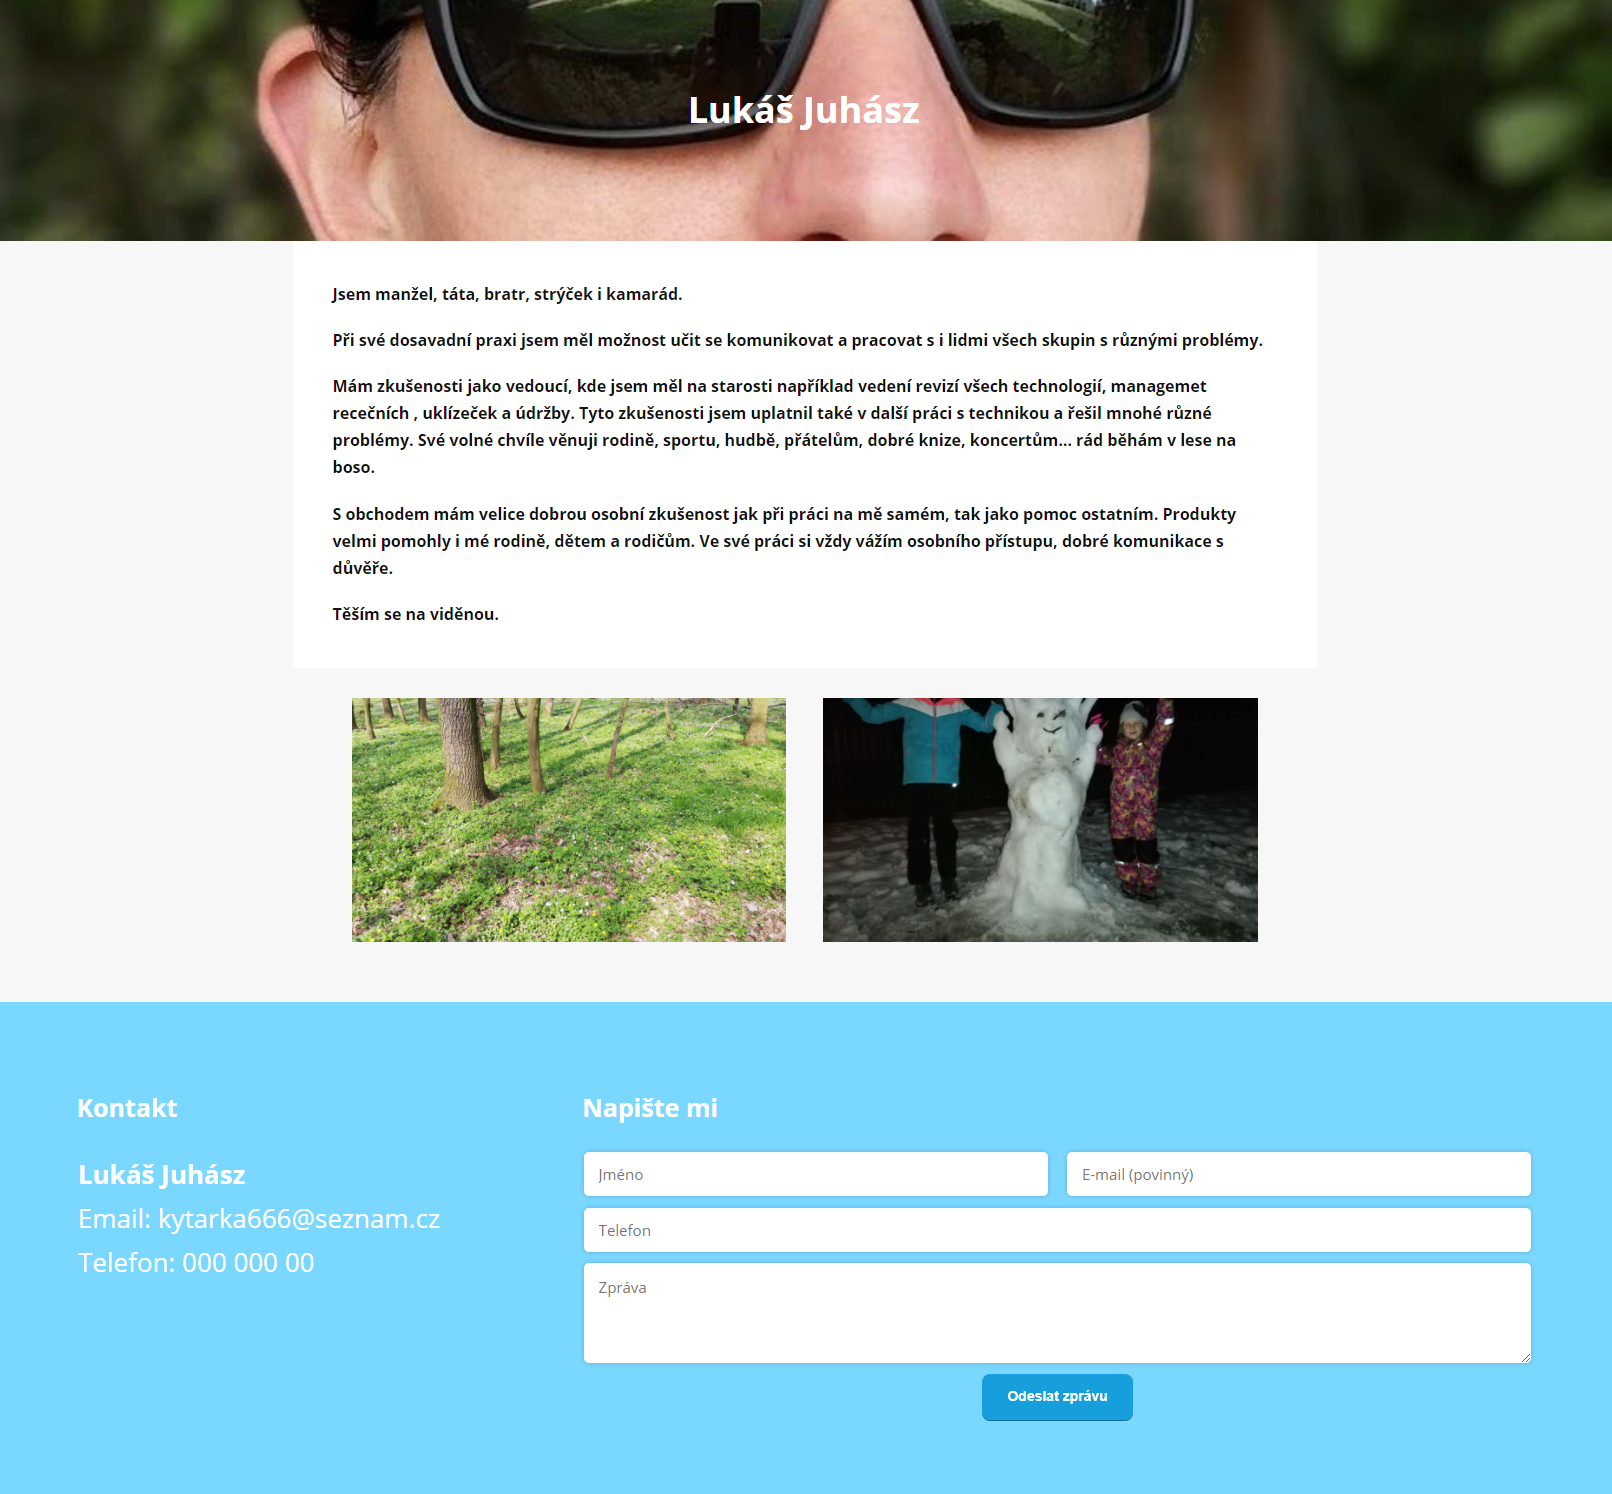 Lukáš Juhász
Jsem manžel, táta, bratr, strýček i kamarád.
Při své dosavadní praxi jsem měl možnost učit se komunikovat a pracovat s i lidmi všech skupin s různými problémy.
Mám zkušenosti jako vedoucí, kde jsem měl na starosti například vedení revizí všech technologií, managemet
recečních , uklízeček a údržby. Tyto zkušenosti jsem uplatnil také v další práci s technikou a řešil mnohé různé
problémy. Své volné chvíle věnuji rodině, sportu, hudbě, přátelům, dobré knize, koncertům... rád běhám v lese na
boso.
S obchodem mám velice dobrou osobní zkušenost jak při práci na mě samém, tak jako pomoc ostatním. Produkty
velmi pomohly i mé rodině, dětem a rodičům. Ve své práci si vždy vážím osobního přístupu, dobré komunikace s
důvěře.
Těším se na viděnou.
Kontakt
Lukáš Juhász
Email: kytarka666@seznam.cz
Telefon: 000 000 00
Napište mi
Jméno
E-mail (povinný)
Telefon
Zpráva
Odeslat zprávu